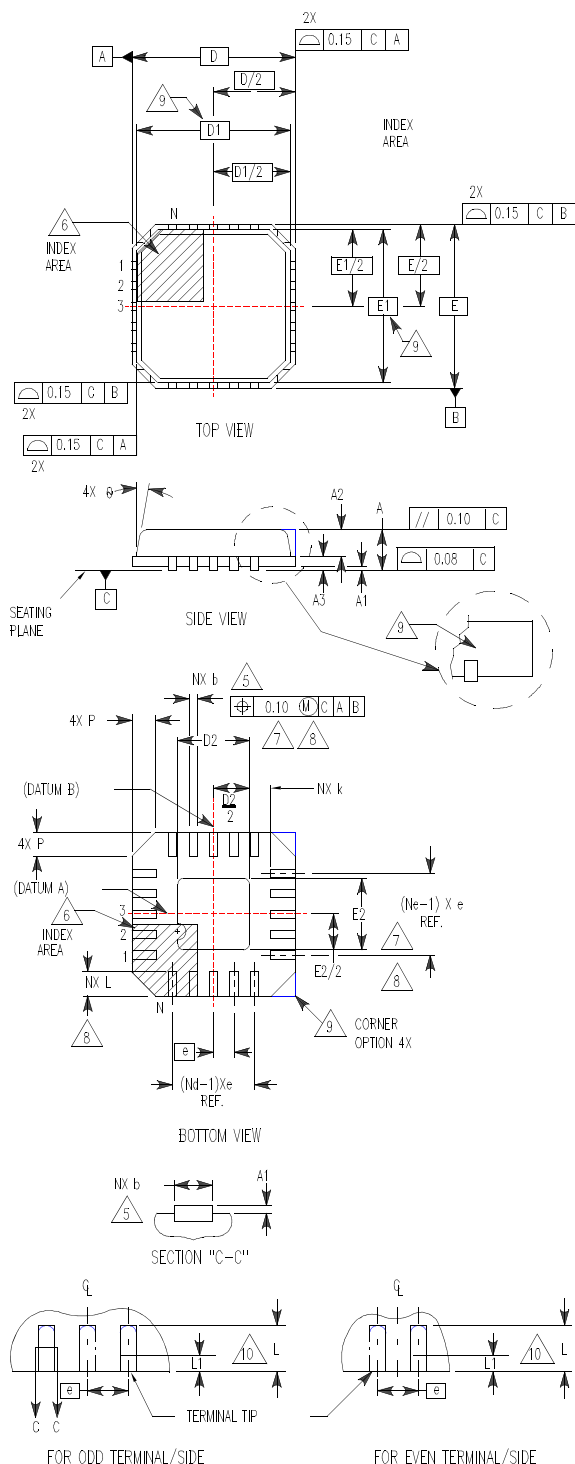 2X
0.15 C A
A
D
D/2
9
D1
INDEX
AREA
D1/2
2X
0.15 C B
6
N
INDEX
AREA
1
2
3
E1/2
E/2
E1
E
9
0.15 C B
2X
B
0.15 C A
2X
TOP VIEW
4X θ
A2
A
// 0.10 C
0.08 C
A3
A1
C
SEATING
PLANE
SIDE VIEW
9
NX b
5
0.10 M C A B
4X P
D2
7
8
(DATUM B)
D2
2
NX k
4X P
(DATUM A)
6
INDEX
AREA
3
2
1
E2
(Ne-1) X e
REF.
7
E2/2
8
NX L
8
N
9
CORNER
OPTION 4X
e
(Nd-1)Xe
REF.
BOTTOM VIEW
NX b
5
A1
SECTION "C-C"
CL
CL
10
L
L1
10
L
L1
e
e
C C
TERMINAL TIP
FOR ODD TERMINAL/SIDE
FOR EVEN TERMINAL/SIDE